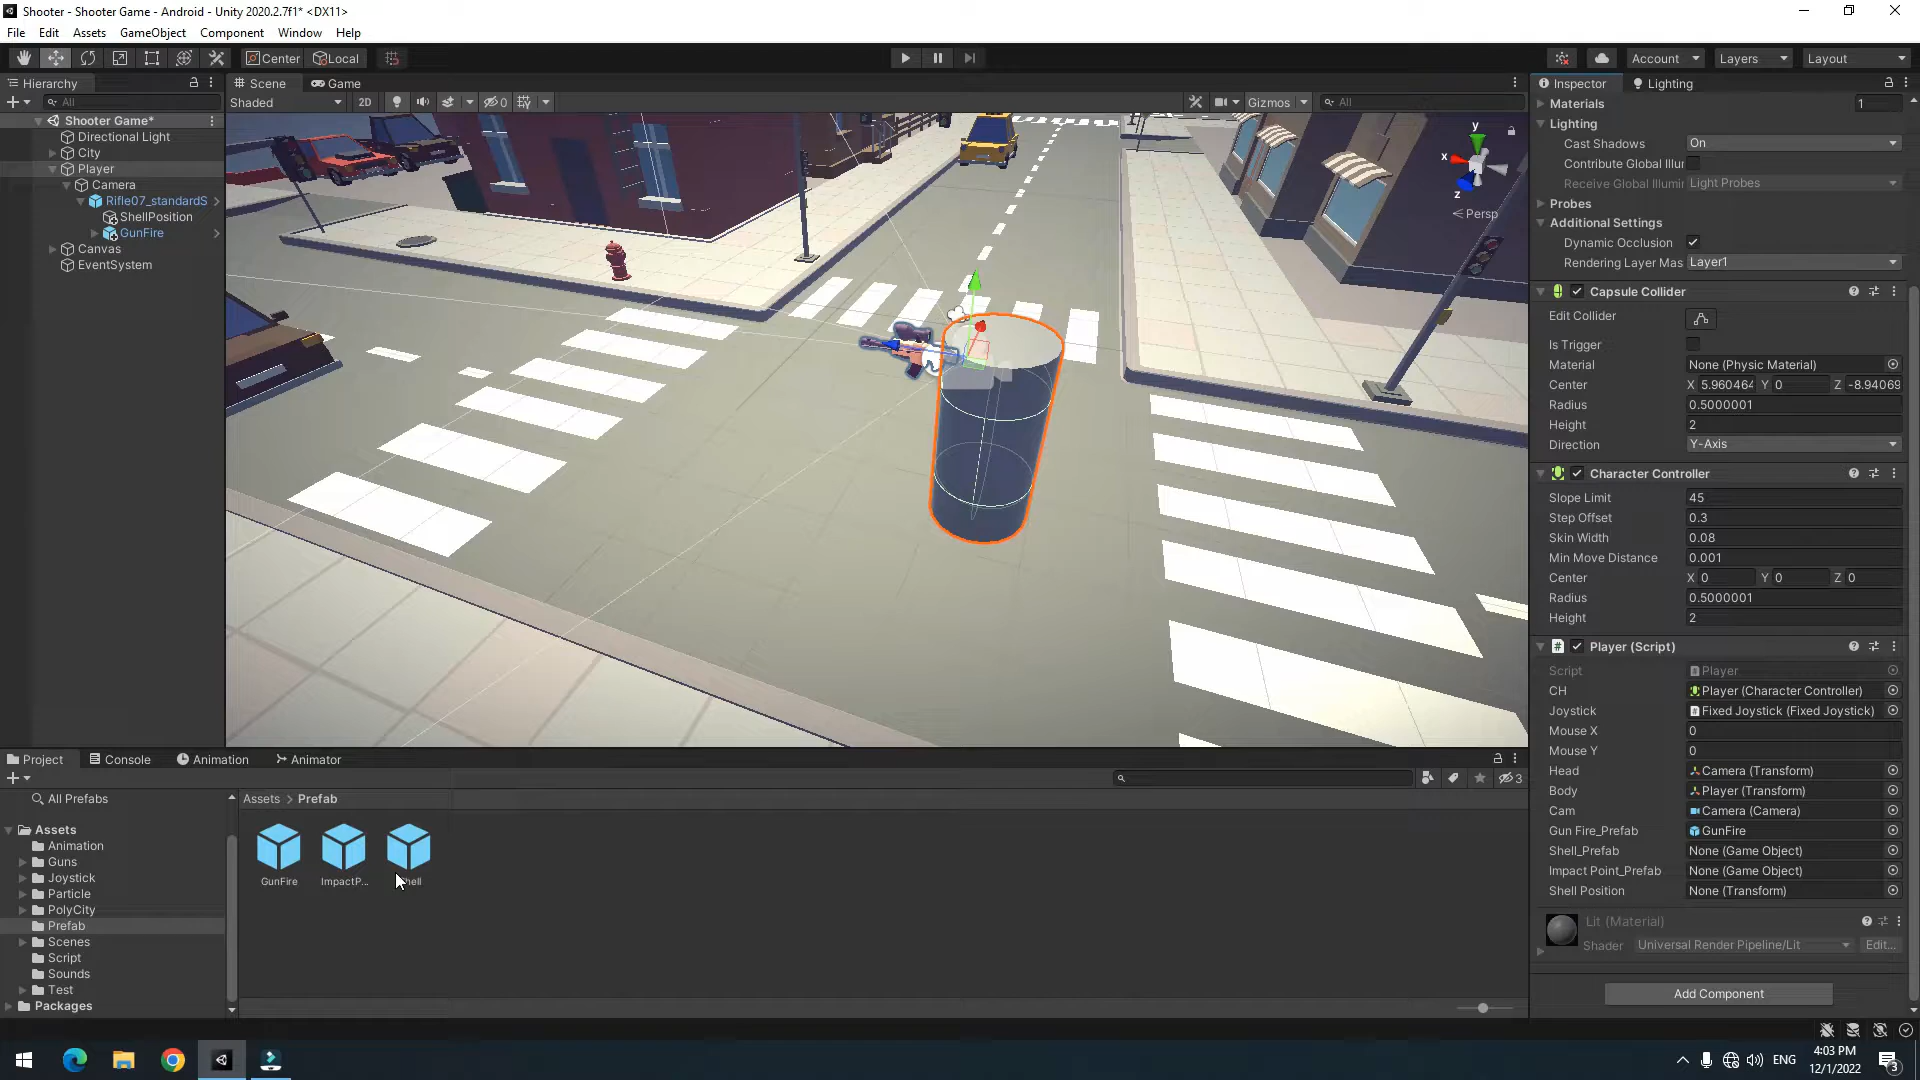 Shooter - Shooter Game - Android - Unity 2020.2.7f1* <DX11>
File Edit Assets GameObject Component Window Help
Center Local Account Layers Layout
Hierarchy
All
Shooter Game*
Directional Light
City
Player
Camera
Rifle07_standardS
ShellPosition
GunFire
Canvas
EventSystem
Scene Game
Shaded 2D 0 Gizmos All
y
x
z
Persp
Inspector Lighting
Materials 1
Lighting
Cast Shadows On
Contribute Global Illur
Receive Global Illumir Light Probes
Probes
Additional Settings
Dynamic Occlusion
Rendering Layer Mas Layer1
Capsule Collider
Edit Collider
Is Trigger
Material None (Physic Material)
Center X 5.960464 Y 0 Z -8.94069
Radius 0.5000001
Height 2
Direction Y-Axis
Character Controller
Slope Limit 45
Step Offset 0.3
Skin Width 0.08
Min Move Distance 0.001
Center X 0 Y 0 Z 0
Radius 0.5000001
Height 2
Player (Script)
Script Player
CH Player (Character Controller)
Joystick Fixed Joystick (Fixed Joystick)
Mouse X 0
Mouse Y 0
Head Camera (Transform)
Body Player (Transform)
Cam Camera (Camera)
Gun Fire_Prefab GunFire
Shell_Prefab None (Game Object)
Impact Point_Prefab None (Game Object)
Shell Position None (Transform)
Lit (Material)
Shader Universal Render Pipeline/Lit Edit...
Add Component
Project Console Animation Animator
3
All Prefabs
Assets
Animation
Guns
Joystick
Particle
PolyCity
Prefab
Scenes
Script
Sounds
Test
Packages
Assets > Prefab
GunFire ImpactP...
ENG
4:03 PM
12/1/2022
3